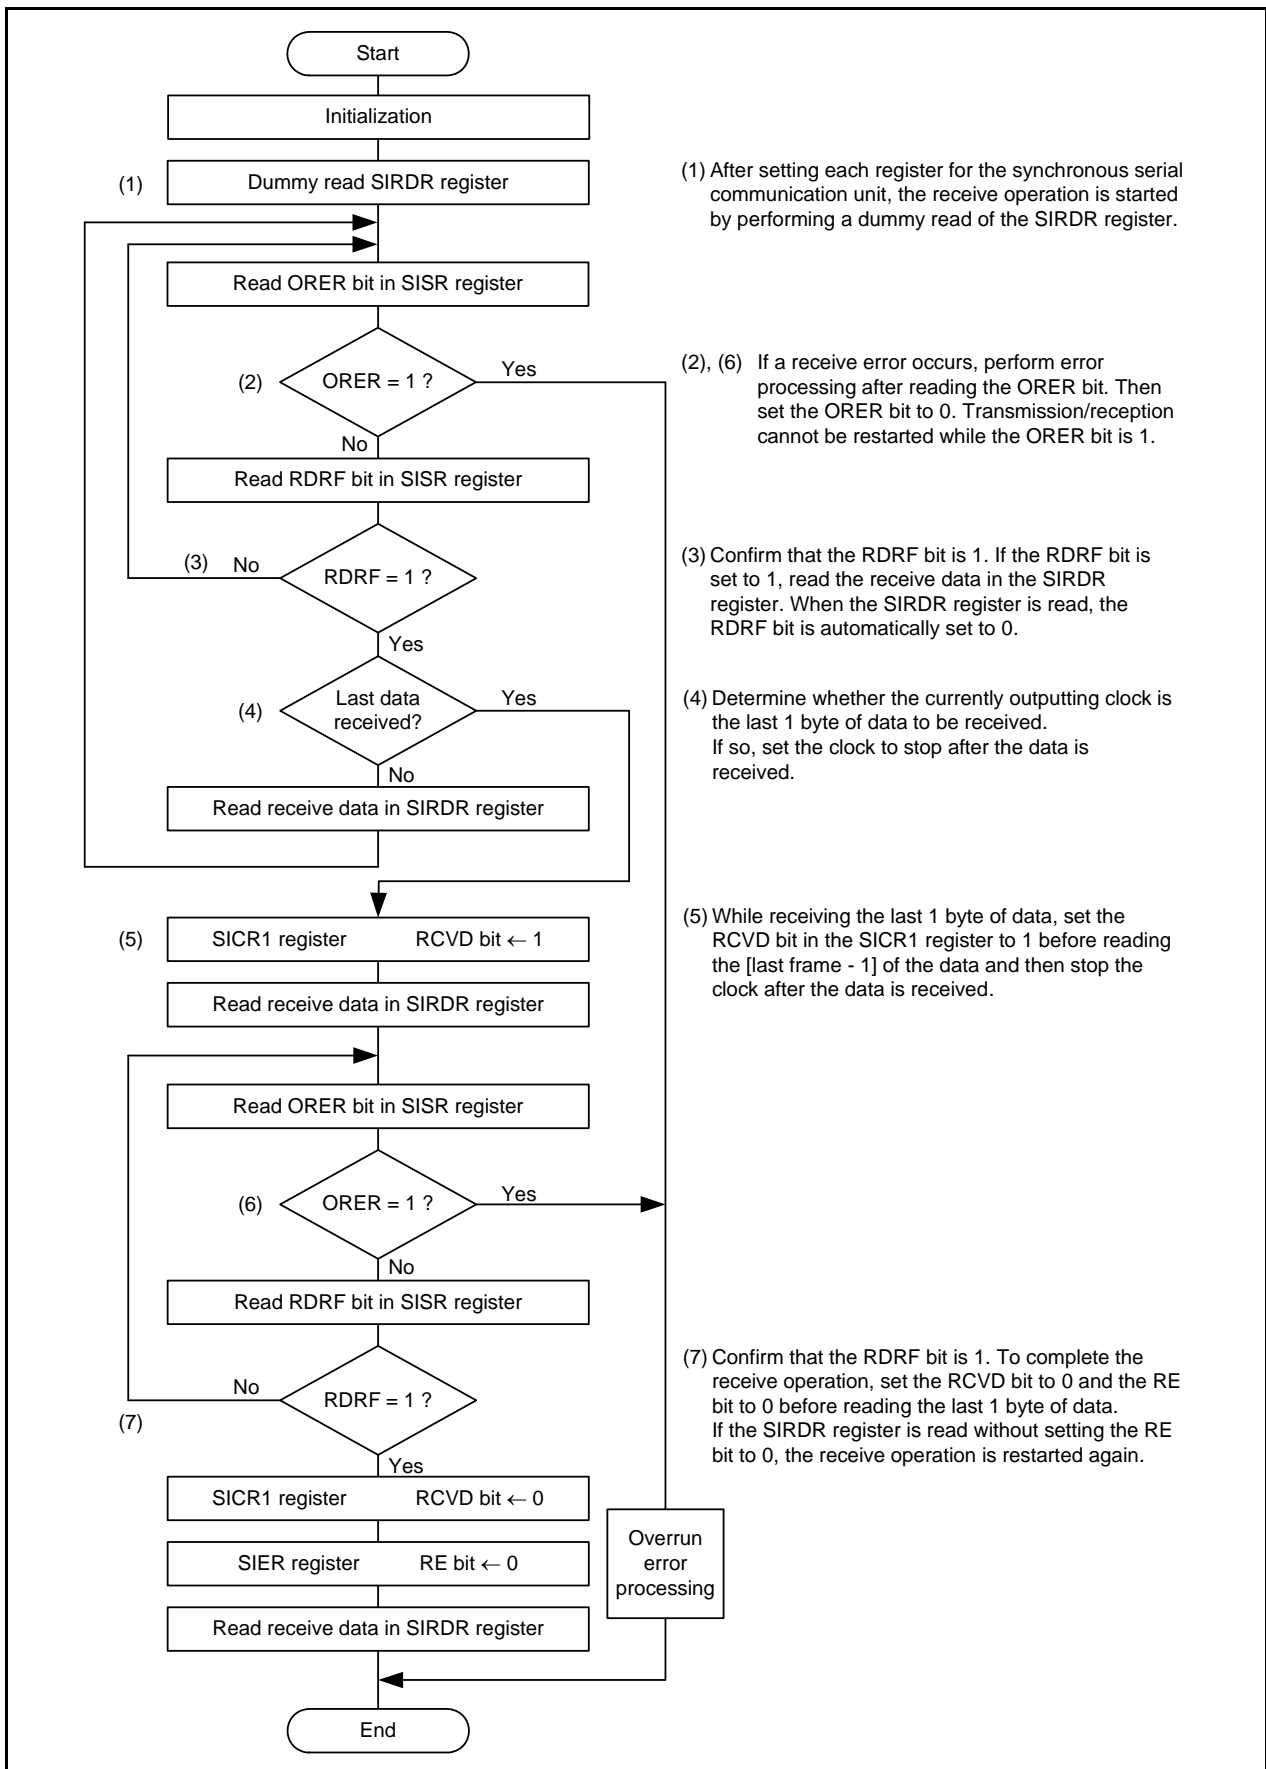 Start
Initialization
(1)
Dummy read SIRDR register
(1) After setting each register for the synchronous serial
communication unit, the receive operation is started
by performing a dummy read of the SIRDR register.
Read ORER bit in SISR register
(2)
ORER = 1 ?
Yes
No
(2), (6) If a receive error occurs, perform error
processing after reading the ORER bit. Then
set the ORER bit to 0. Transmission/reception
cannot be restarted while the ORER bit is 1.
Read RDRF bit in SISR register
(3)
No
RDRF = 1 ?
Yes
(3) Confirm that the RDRF bit is 1. If the RDRF bit is
set to 1, read the receive data in the SIRDR
register. When the SIRDR register is read, the
RDRF bit is automatically set to 0.
(4)
Last data
received?
Yes
No
(4) Determine whether the currently outputting clock is
the last 1 byte of data to be received.
If so, set the clock to stop after the data is
received.
Read receive data in SIRDR register
(5)
SICR1 register RCVD bit ← 1
(5) While receiving the last 1 byte of data, set the
RCVD bit in the SICR1 register to 1 before reading
the [last frame - 1] of the data and then stop the
clock after the data is received.
Read receive data in SIRDR register
Read ORER bit in SISR register
(6)
ORER = 1 ?
Yes
No
Read RDRF bit in SISR register
No
RDRF = 1 ?
(7)
Yes
(7) Confirm that the RDRF bit is 1. To complete the
receive operation, set the RCVD bit to 0 and the RE
bit to 0 before reading the last 1 byte of data.
If the SIRDR register is read without setting the RE
bit to 0, the receive operation is restarted again.
SICR1 register RCVD bit ← 0
SIER register RE bit ← 0
Overrun
error
processing
Read receive data in SIRDR register
End